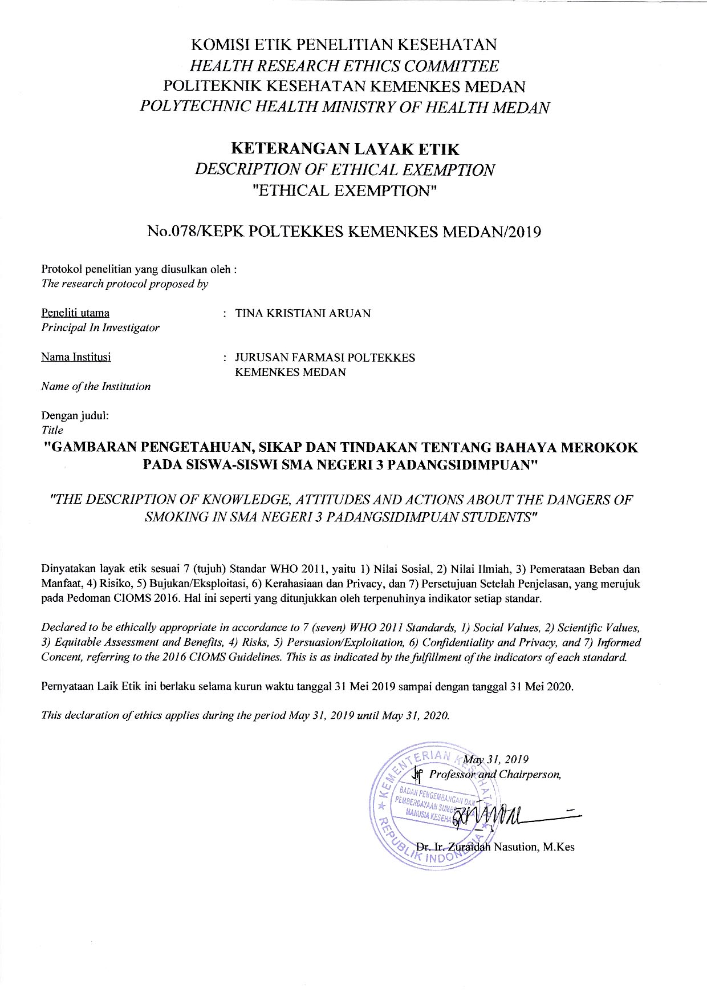 KOMISI ETIK PENELITIAN KESEHATAN
HEALTH RESEARCH ETHICS COMMITTEE
POLITEKNIK KESEHATAN KEMENKES MEDAN
POLYTECHNIC HEALTH MINISTRY OF HEALTH MEDAN
KETERANGAN LAYAK ETIK
DESCRIPTION OF ETHICAL EXEMPTION
"ETHICAL EXEMPTION"
No.078/KEPK POLTEKKES KEMENKES MEDAN/2019
Protokol penelitian yang diusulkan oleh :
The research protocol proposed by
Peneliti utama : TINA KRISTIANI ARUAN
Principal In Investigator
Nama Institusi : JURUSAN FARMASI POLTEKKES
KEMENKES MEDAN
Name of the Institution
Dengan judul:
Title
"GAMBARAN PENGETAHUAN, SIKAP DAN TINDAKAN TENTANG BAHAYA MEROKOK
PADA SISWA-SISWI SMA NEGERI 3 PADANGSIDIMPUAN"
"THE DESCRIPTION OF KNOWLEDGE, ATTITUDES AND ACTIONS ABOUT THE DANGERS OF
SMOKING IN SMA NEGERI 3 PADANGSIDIMPUAN STUDENTS"
Dinyatakan layak etik sesuai 7 (tujuh) Standar WHO 2011, yaitu 1) Nilai Sosial, 2) Nilai Ilmiah, 3) Pemerataan Beban dan
Manfaat, 4) Risiko, 5) Bujukan/Eksploitasi, 6) Kerahasiaan dan Privacy, dan 7) Persetujuan Setelah Penjelasan, yang merujuk
pada Pedoman CIOMS 2016. Hal ini seperti yang ditunjukkan oleh terpenuhinya indikator setiap standar.
Declared to be ethically appropriate in accordance to 7 (seven) WHO 2011 Standards, 1) Social Values, 2) Scientific Values,
3) Equitable Assessment and Benefits, 4) Risks, 5) Persuasion/Exploitation, 6) Confidentiality and Privacy, and 7) Informed
Concent, referring to the 2016 CIOMS Guidelines. This is as indicated by the fulfillment of the indicators of each standard.
Pernyataan Laik Etik ini berlaku selama kurun waktu tanggal 31 Mei 2019 sampai dengan tanggal 31 Mei 2020.
This declaration of ethics applies during the period May 31, 2019 until May 31, 2020.
May 31, 2019
Professor and Chairperson,
KEMENTERIAN KESEHATAN
BADAN PENGEMBANGAN DAN
PEMBERDAYAAN SUMBER
MANUSIA KESEHA
REPUBLIK INDONESIA
Dr. Ir. Zuraidah Nasution, M.Kes